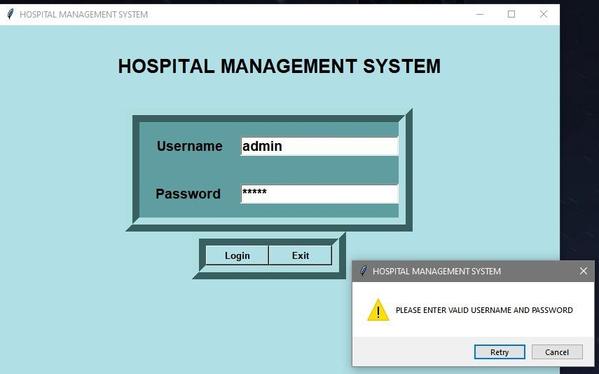 HOSPITAL MANAGEMENT SYSTEM
HOSPITAL MANAGEMENT SYSTEM
Username admin
Password *****
Login Exit
HOSPITAL MANAGEMENT SYSTEM
PLEASE ENTER VALID USERNAME AND PASSWORD
Retry Cancel